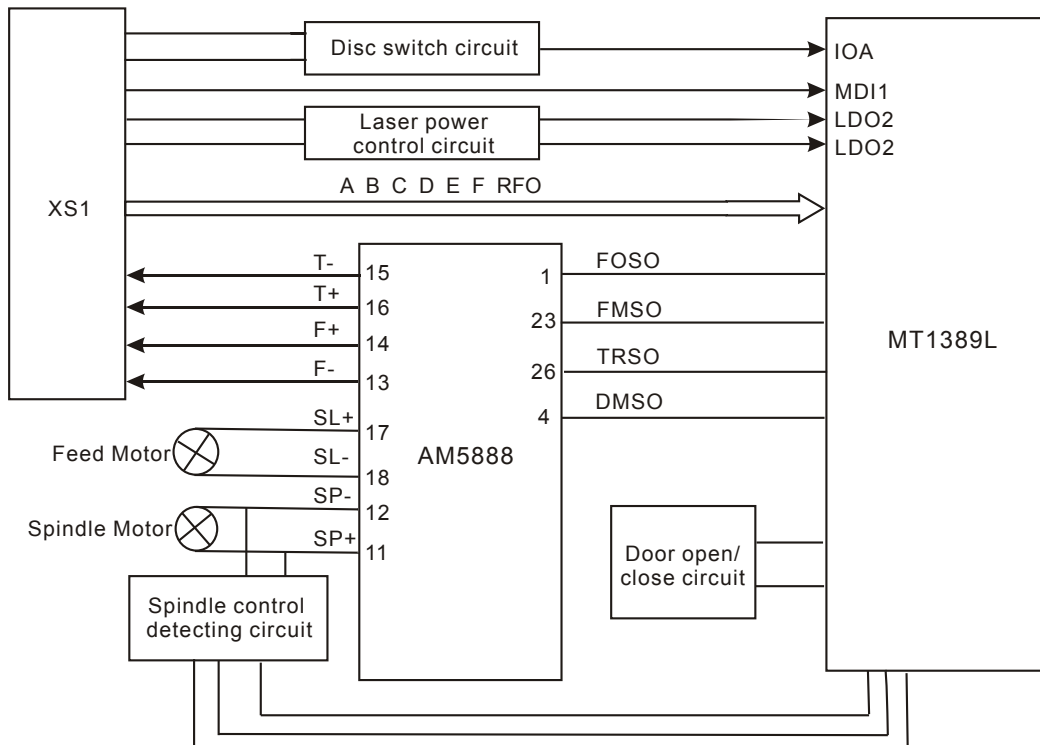 Disc switch circuit
IOA
MDI1
LDO2
Laser power
control circuit
LDO2
A B C D E F RFO
XS1
T-
15
T+
16
F+
14
F-
13
SL+
17
SL-
18
SP-
12
SP+
11
Feed Motor
Spindle Motor
AM5888
1
FOSO
23
FMSO
26
TRSO
4
DMSO
MT1389L
Door open/
close circuit
Spindle control
detecting circuit